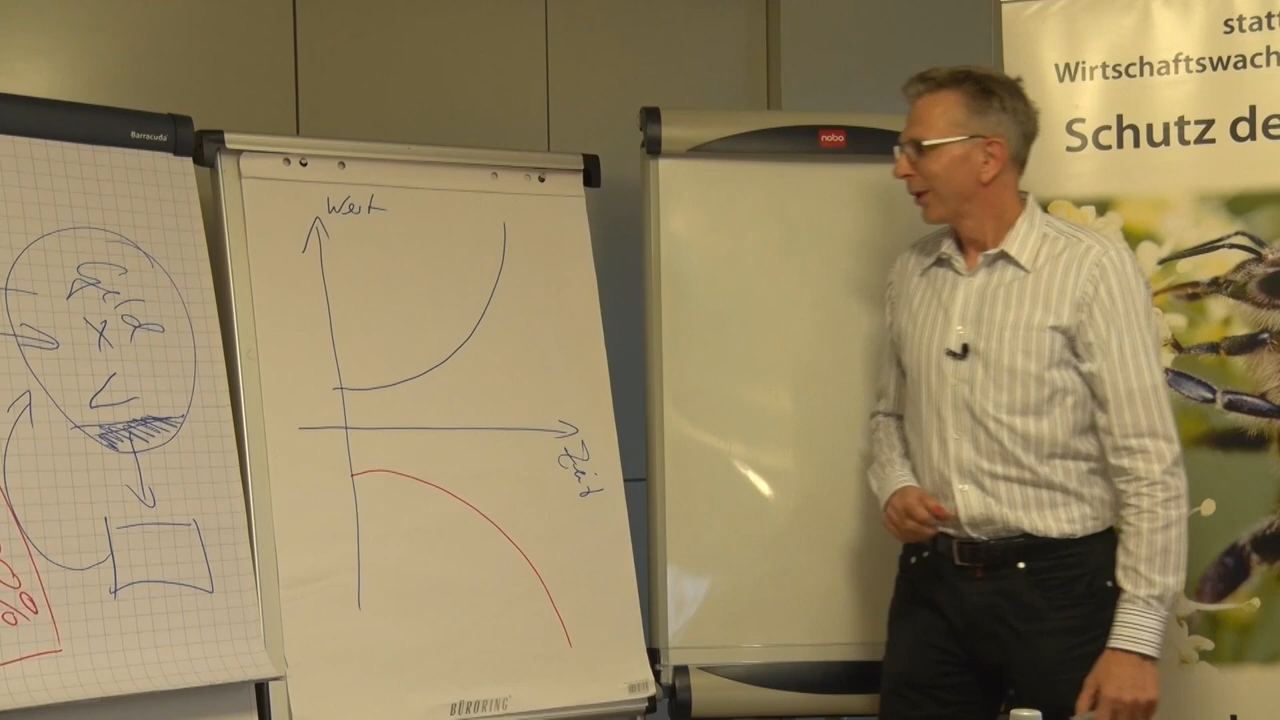 Barracuda
Geld
x
V
%
Wert
Zeit
BÜRORING
nobo
statt
Wirtschaftswach
Schutz de